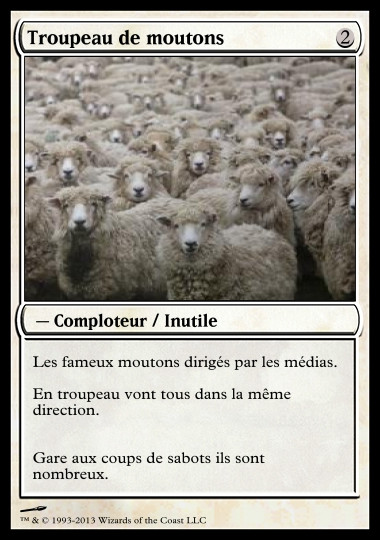 Troupeau de moutons 2
— Comploteur / Inutile
Les fameux moutons dirigés par les médias.
En troupeau vont tous dans la même
direction.
Gare aux coups de sabots ils sont
nombreux.
™ & © 1993-2013 Wizards of the Coast LLC